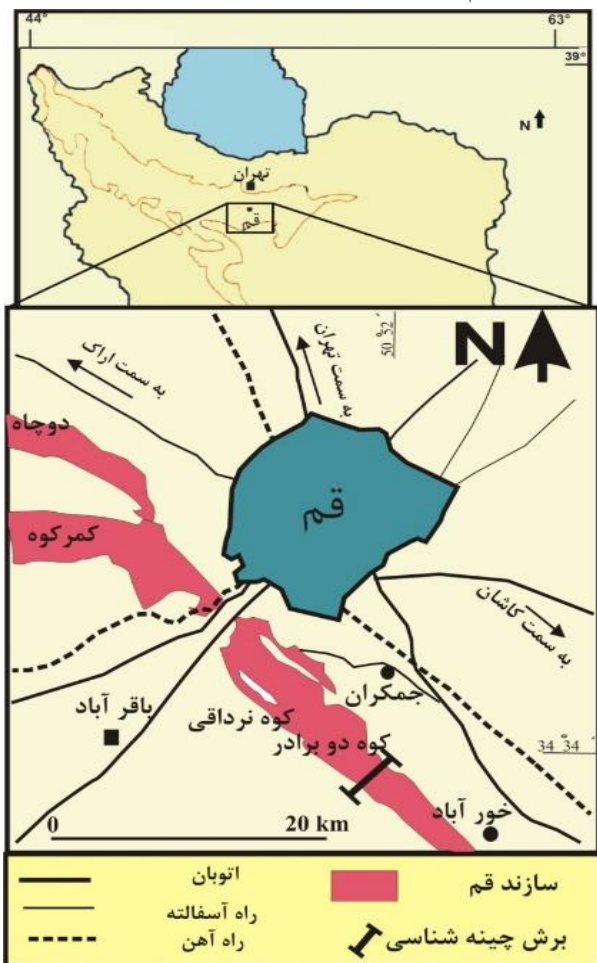 44° 63°
39°
N
تهران
قم
50 52
به سمت تهران
به سمت اراک
N
دوچاه
قم
کمرکوه
به سمت کاشان
جمکران
کوه نرداقی
باقر آباد
کوه دو برادر
34 34
خور آباد
0 20 km
اتوبان
سازند قم
راه آسفالته
راه آهن
برش چینه شناسی